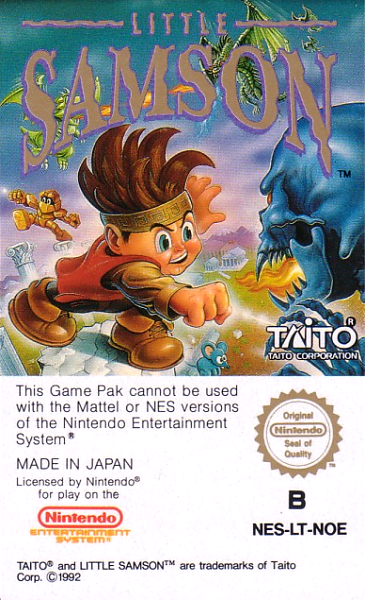 LITTLE
SAMSON
TM
TAITO®
TAITO CORPORATION
This Game Pak cannot be used
with the Mattel or NES versions
of the Nintendo Entertainment
System®
MADE IN JAPAN
Licensed by Nintendo®
for play on the
Nintendo
ENTERTAINMENT
SYSTEM™
Original
Nintendo
Seal of
Quality
TM
B
NES-LT-NOE
TAITO® and LITTLE SAMSON™ are trademarks of Taito
Corp. ©1992